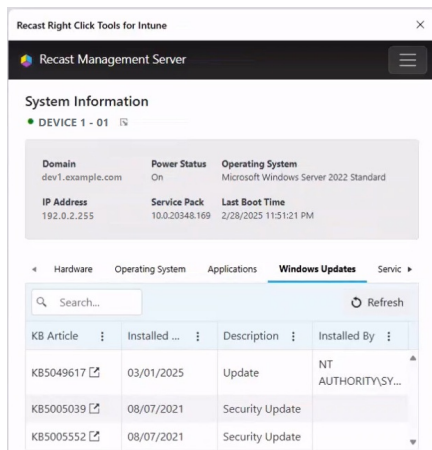 Recast Right Click Tools for Intune
Recast Management Server
System Information
DEVICE 1 - 01
Domain Power Status Operating System
dev1.example.com On Microsoft Windows Server 2022 Standard
IP Address Service Pack Last Boot Time
192.0.2.255 10.0.20348.169 2/28/2025 11:51:21 PM
Hardware Operating System Applications Windows Updates Servic
Search... Refresh
KB Article Installed ... Description Installed By
KB5049617 03/01/2025 Update NT AUTHORITY\SY...
KB5005039 08/07/2021 Security Update
KB5005552 08/07/2021 Security Update